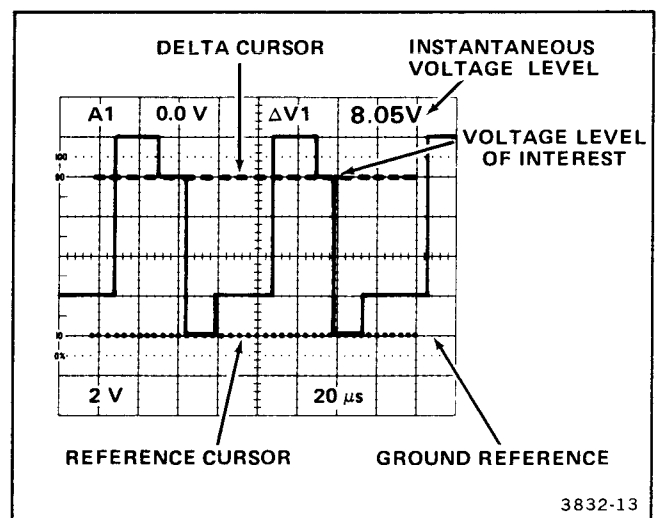 DELTA CURSOR
INSTANTANEOUS
VOLTAGE LEVEL
A1 0.0 V ΔV1 8.05V
VOLTAGE LEVEL
OF INTEREST
100
90
10
0%
2 V 20 μs
REFERENCE CURSOR
GROUND REFERENCE
3832-13